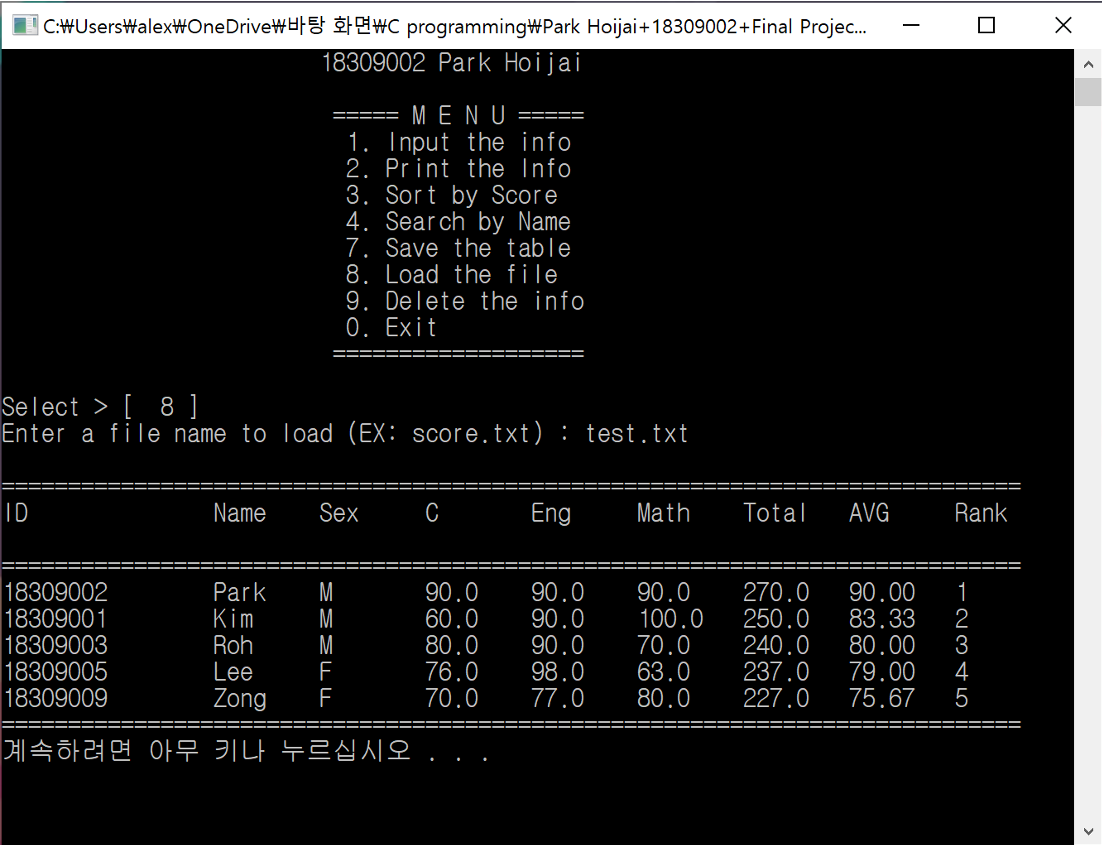 C:₩Users₩alex₩OneDrive₩바탕 화면₩C programming₩Park Hoijai+18309002+Final Projec...
18309002 Park Hoijai
===== M E N U =====
1. Input the info
2. Print the Info
3. Sort by Score
4. Search by Name
7. Save the table
8. Load the file
9. Delete the info
0. Exit
===================
Select > [  8 ]
Enter a file name to load (EX: score.txt) : test.txt
=============================================================================
ID Name Sex C Eng Math Total AVG Rank
=============================================================================
18309002 Park M 90.0 90.0 90.0 270.0 90.00 1
18309001 Kim M 60.0 90.0 100.0 250.0 83.33 2
18309003 Roh M 80.0 90.0 70.0 240.0 80.00 3
18309005 Lee F 76.0 98.0 63.0 237.0 79.00 4
18309009 Zong F 70.0 77.0 80.0 227.0 75.67 5
=============================================================================
계속하려면 아무 키나 누르십시오 . . .